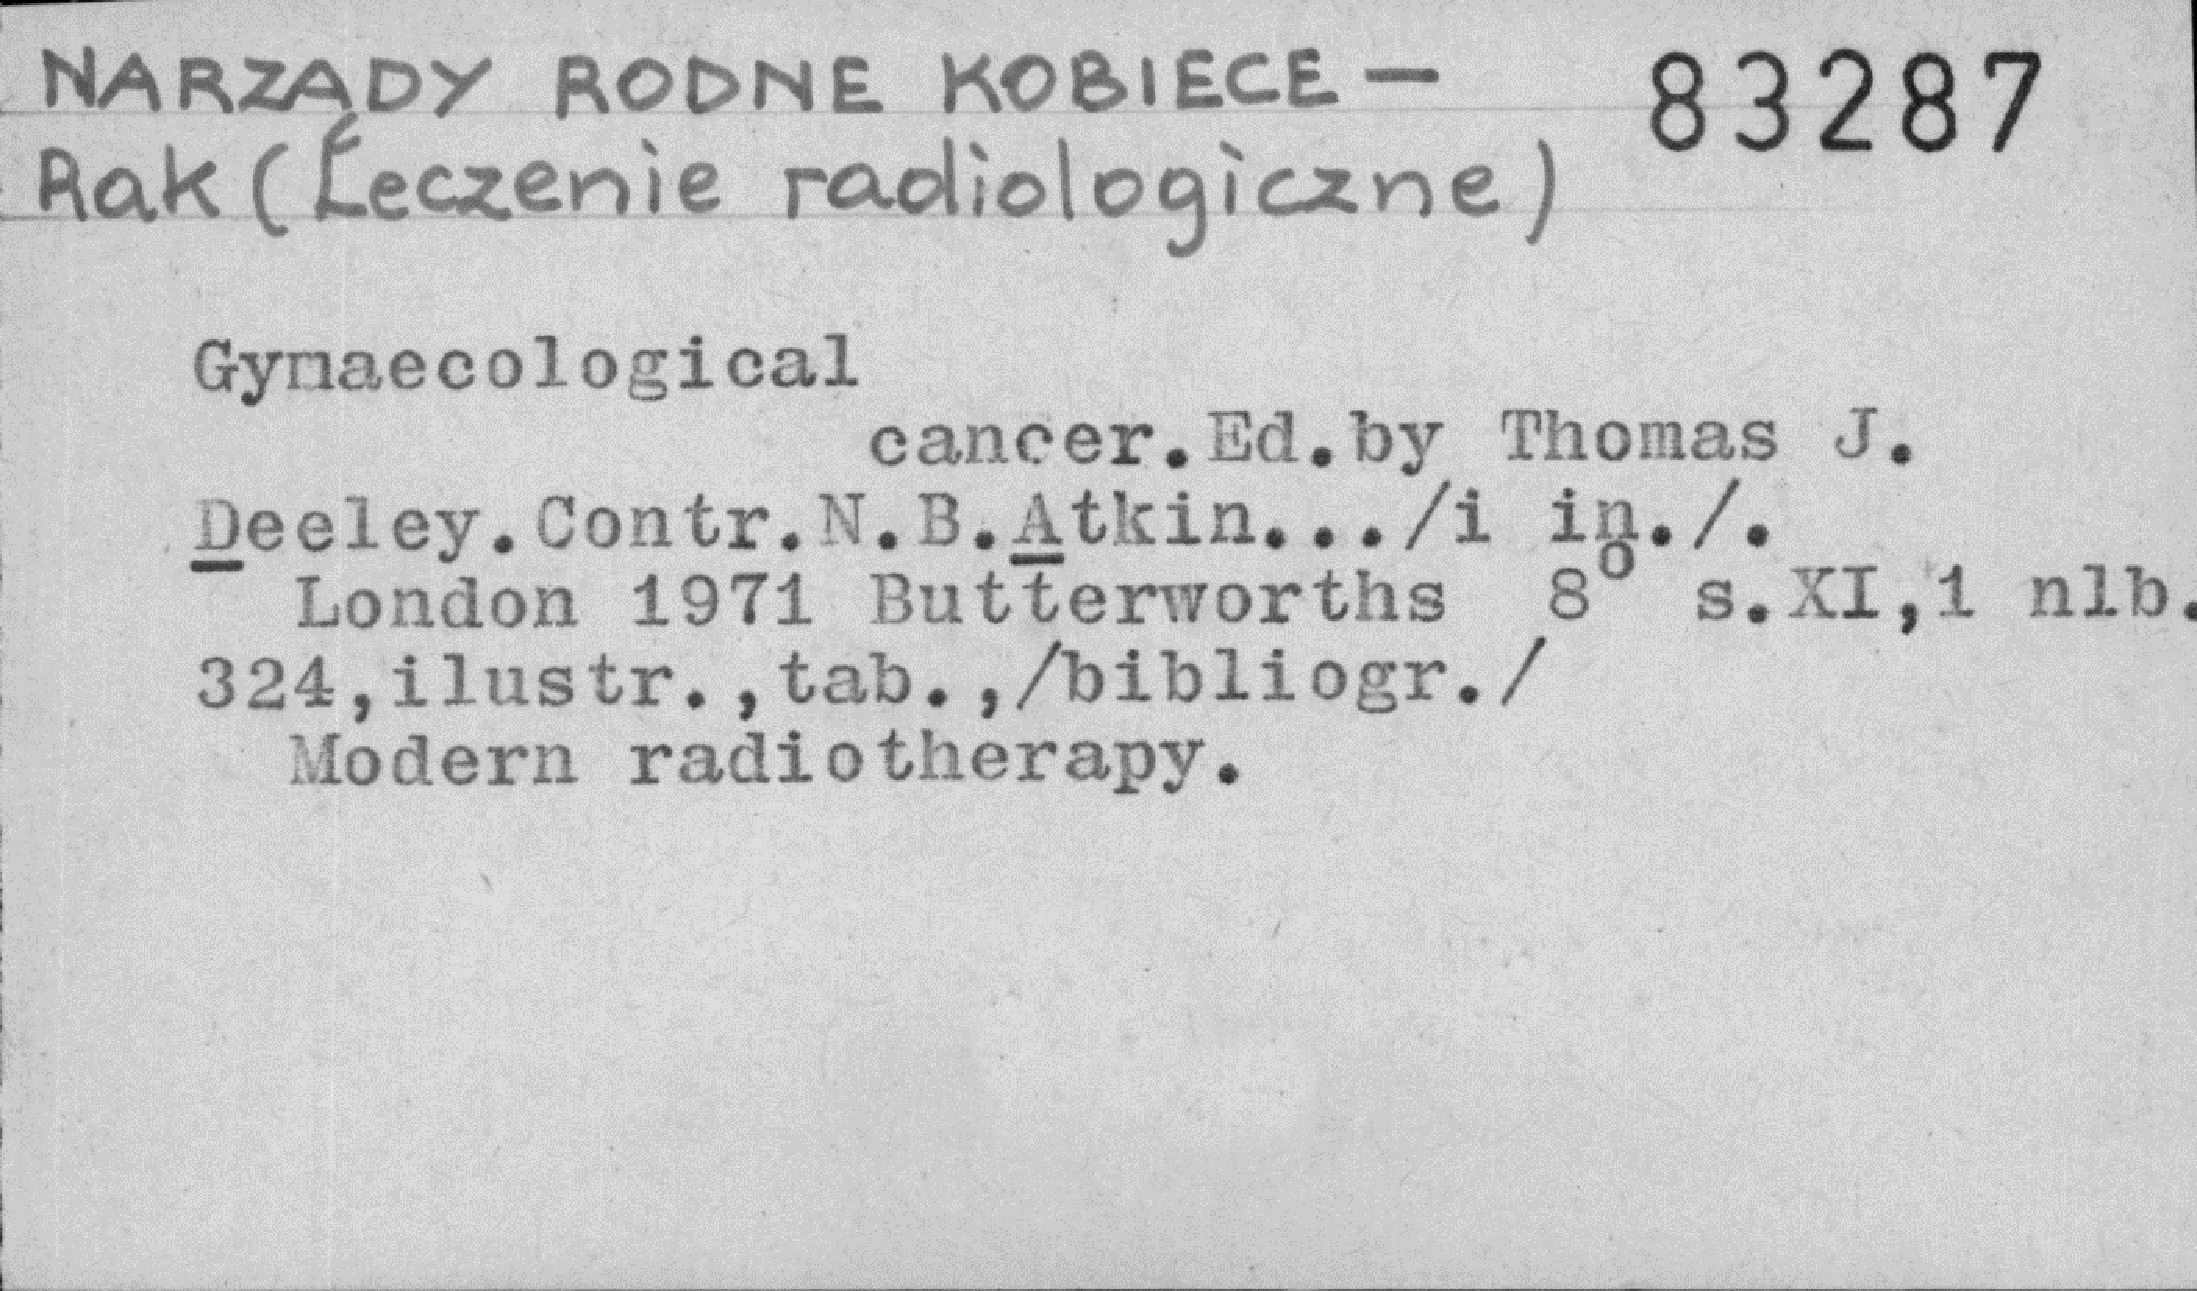 NARZĄDY RODNE KOBIECE — 83287
Rak (Leczenie radiologiczne)
Gynaecological
cancer.Ed.by Thomas J.
Deeley.Contr.N.B.Atkin.../i in./.
London 1971 Butterworths 8° s.XI,1 nlb.
324,ilustr.,tab.,/bibliogr./
Modern radiotherapy.